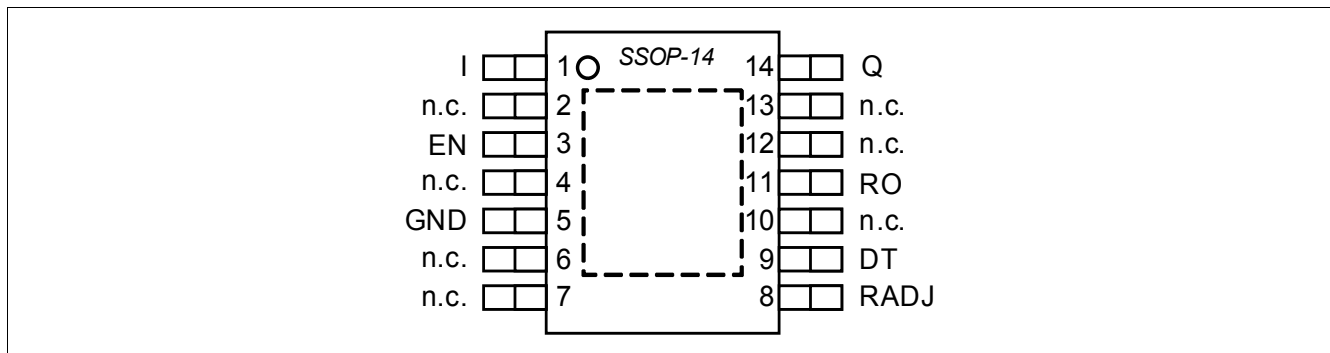 SSOP-14
I 1 14 Q
n.c. 2 13 n.c.
EN 3 12 n.c.
n.c. 4 11 RO
GND 5 10 n.c.
n.c. 6 9 DT
n.c. 7 8 RADJ